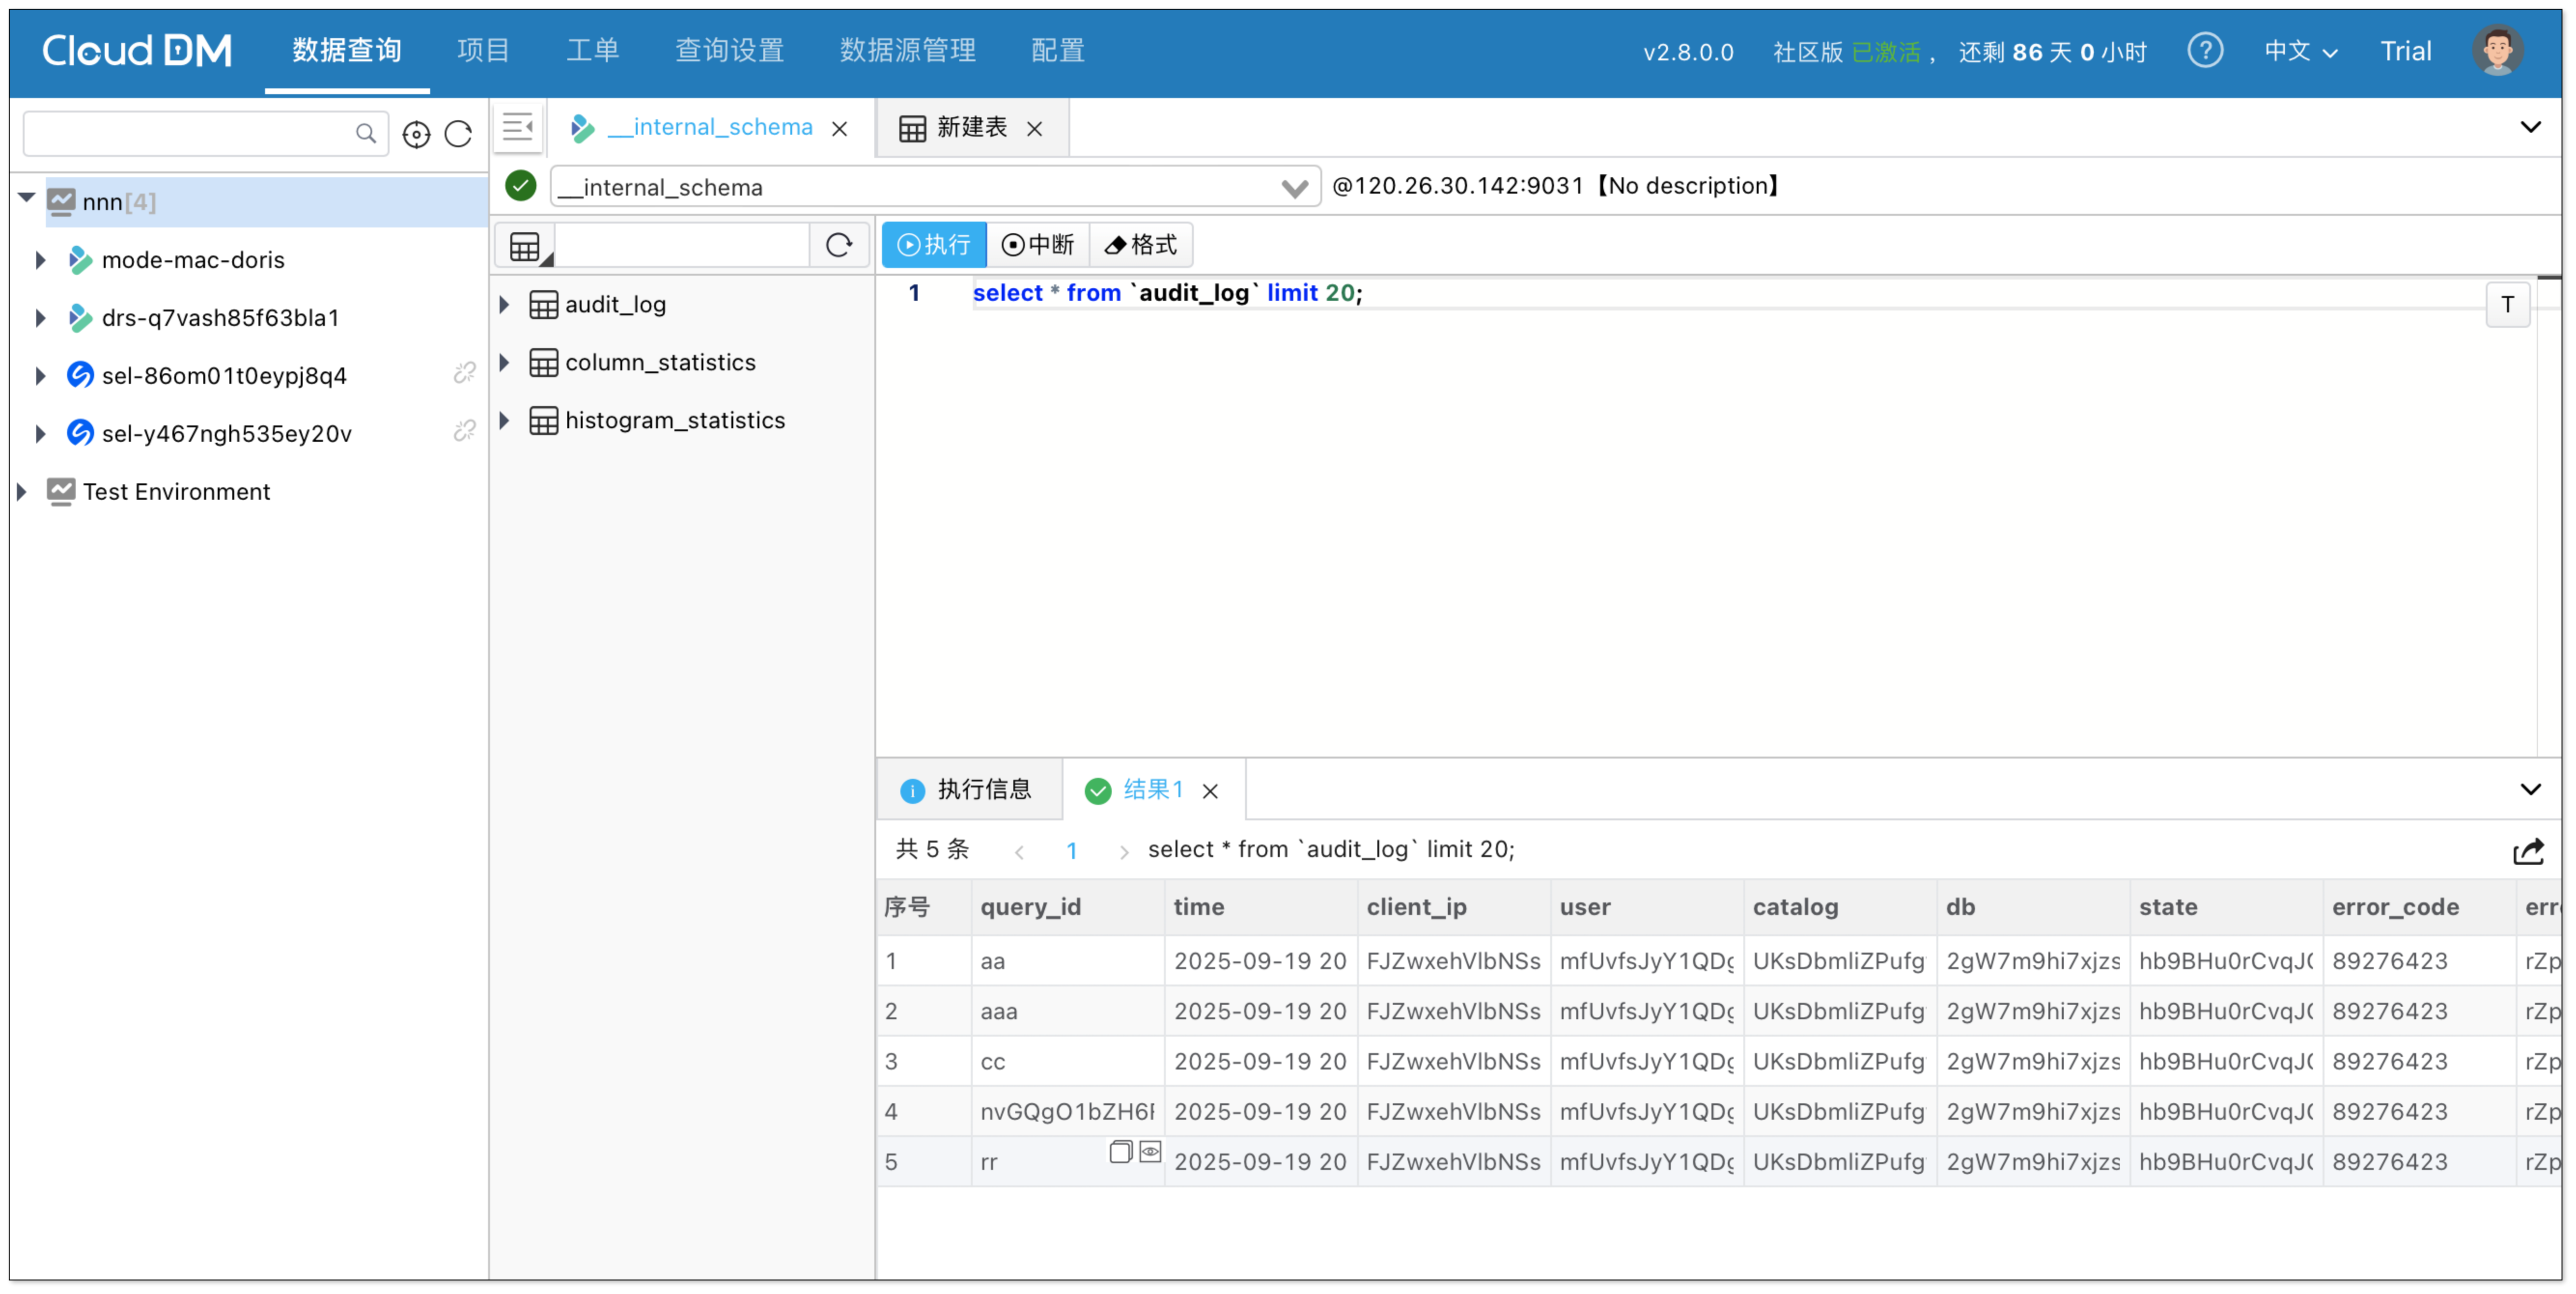 Cloud DM 数据查询 项目 工单 查询设置 数据源管理 配置 v2.8.0.0 社区版 已激活， 还剩 86 天 0 小时 中文 Trial
__internal_schema 新建表
__internal_schema @120.26.30.142:9031【No description】
nnn[4]
mode-mac-doris
drs-q7vash85f63bla1
sel-86om01t0eypj8q4
sel-y467ngh535ey20v
Test Environment
audit_log
column_statistics
histogram_statistics
执行 中断 格式
1 select * from `audit_log` limit 20;
T
执行信息 结果1
共 5 条 1 select * from `audit_log` limit 20;
序号 query_id time client_ip user catalog db state error_code
1 aa 2025-09-19 20 FJZwxehVlbNSs mfUvfsJyY1QD UKsDbmliZPufg 2gW7m9hi7xjzs hb9BHu0rCvqJ 89276423 rZp
2 aaa 2025-09-19 20 FJZwxehVlbNSs mfUvfsJyY1QD UKsDbmliZPufg 2gW7m9hi7xjzs hb9BHu0rCvqJ 89276423 rZp
3 cc 2025-09-19 20 FJZwxehVlbNSs mfUvfsJyY1QD UKsDbmliZPufg 2gW7m9hi7xjzs hb9BHu0rCvqJ 89276423 rZp
4 nvGQgO1bZH6 2025-09-19 20 FJZwxehVlbNSs mfUvfsJyY1QD UKsDbmliZPufg 2gW7m9hi7xjzs hb9BHu0rCvqJ 89276423 rZp
5 rr 2025-09-19 20 FJZwxehVlbNSs mfUvfsJyY1QD UKsDbmliZPufg 2gW7m9hi7xjzs hb9BHu0rCvqJ 89276423 rZp